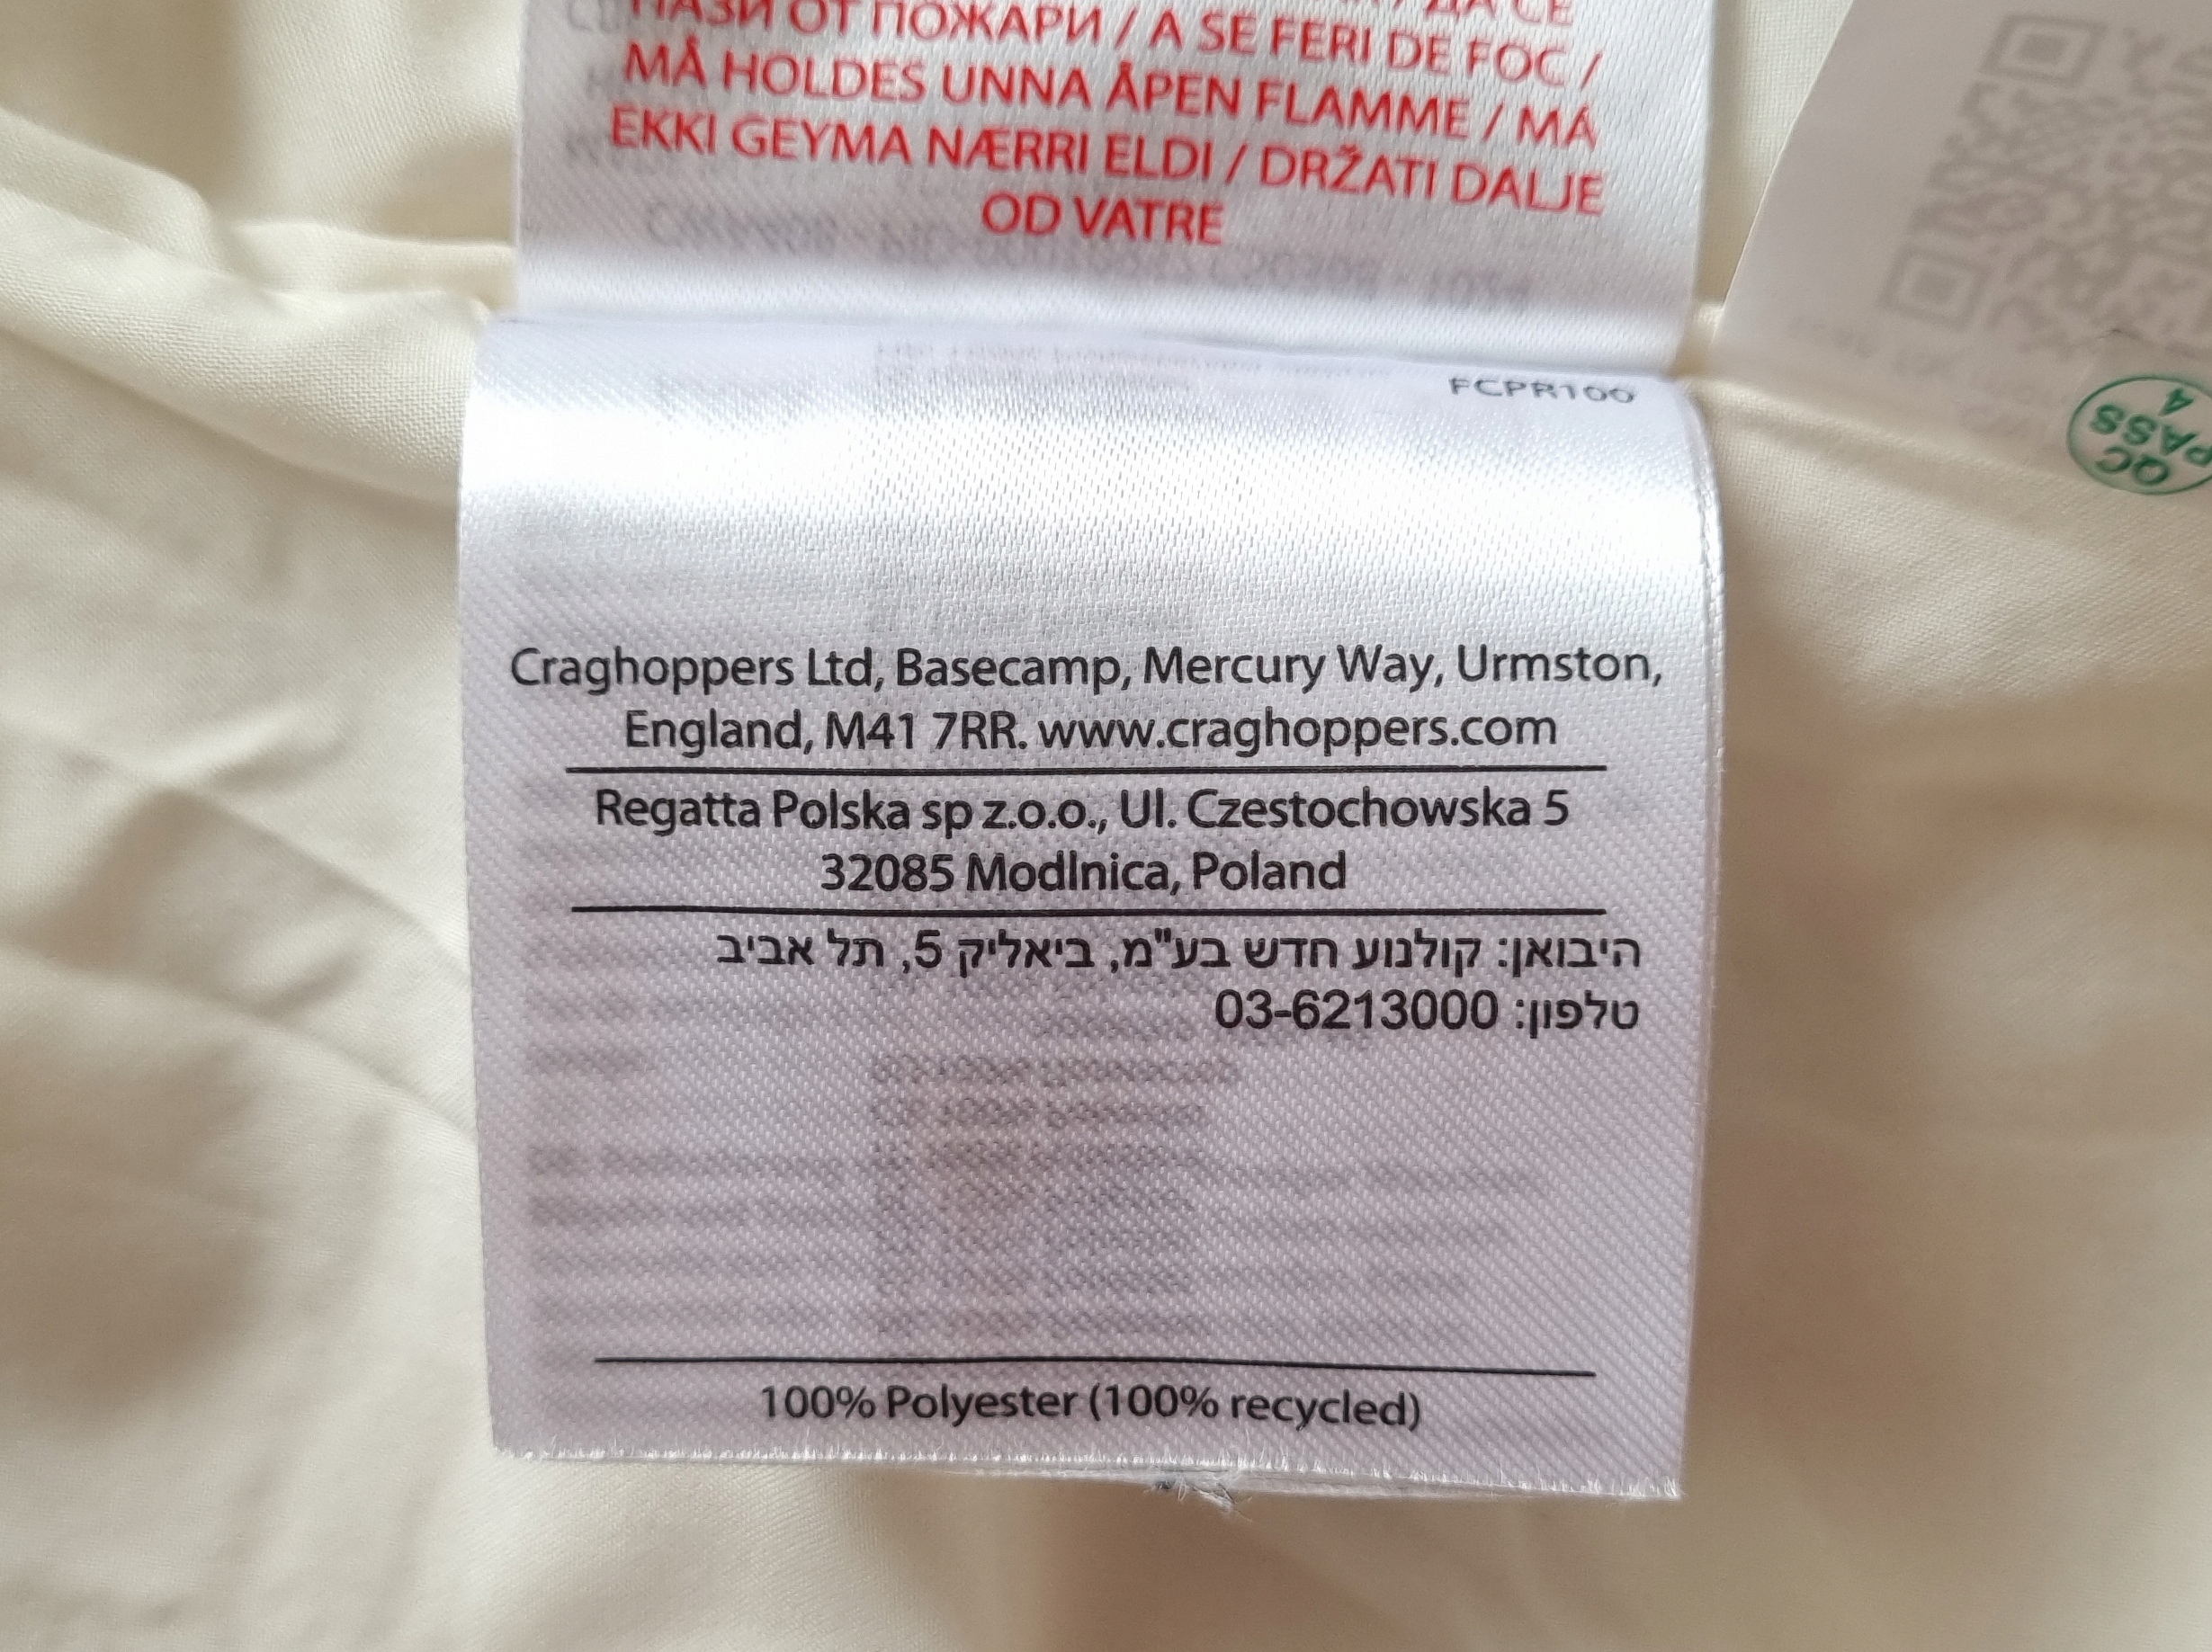 ПАЗИ ОТ ПОЖАРИ / A SE FERI DE FOC /
MÅ HOLDES UNNA ÅPEN FLAMME / MÁ
EKKI GEYMA NÆRRI ELDI / DRŽATI DALJE
OD VATRE
FCPR100
QC
PASS
4
Craghoppers Ltd, Basecamp, Mercury Way, Urmston,
England, M41 7RR. www.craghoppers.com
Regatta Polska sp z.o.o., Ul. Czestochowska 5
32085 Modlnica, Poland
היבואן: קולנוע חדש בע"מ, ביאליק 5, תל אביב
טלפון: 03-6213000
100% Polyester (100% recycled)